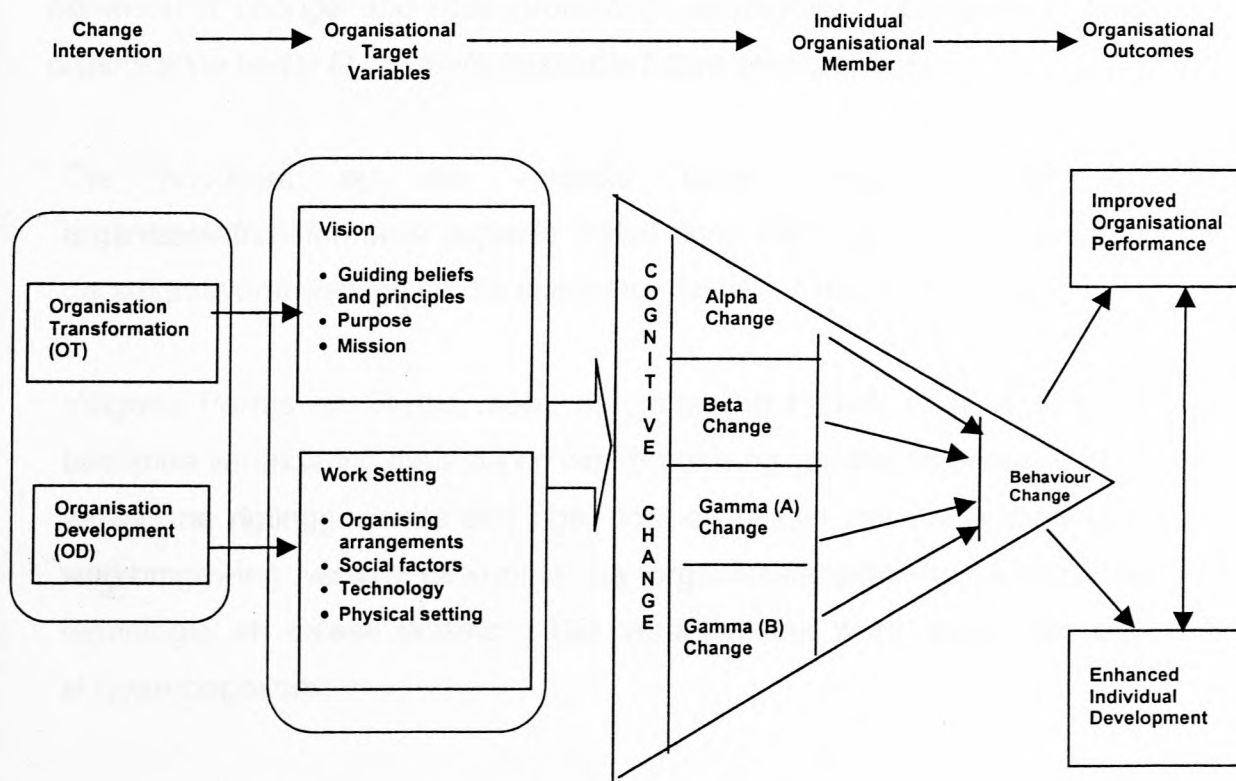 Change
Intervention
Organisational
Target
Variables
Individual
Organisational
Member
Organisational
Outcomes
Organisation
Transformation
(OT)
Organisation
Development
(OD)
Vision
• Guiding beliefs
and principles
• Purpose
• Mission
Work Setting
• Organising
arrangements
• Social factors
• Technology
• Physical setting
COGNITIVE CHANGE
Alpha
Change
Beta
Change
Gamma (A)
Change
Gamma (B)
Change
Behaviour
Change
Improved
Organisational
Performance
Enhanced
Individual
Development